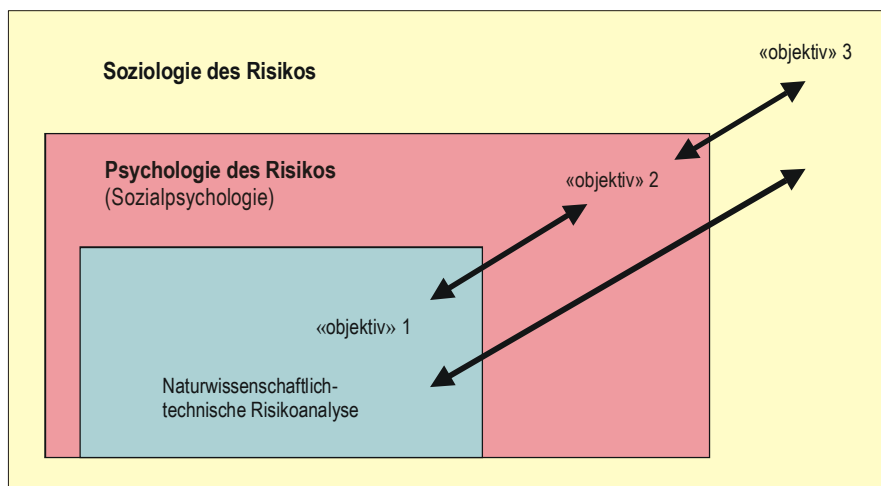 «objektiv» 3
Soziologie des Risikos
Psychologie des Risikos
(Sozialpsychologie)
«objektiv» 2
«objektiv» 1
Naturwissenschaftlich-
technische Risikoanalyse